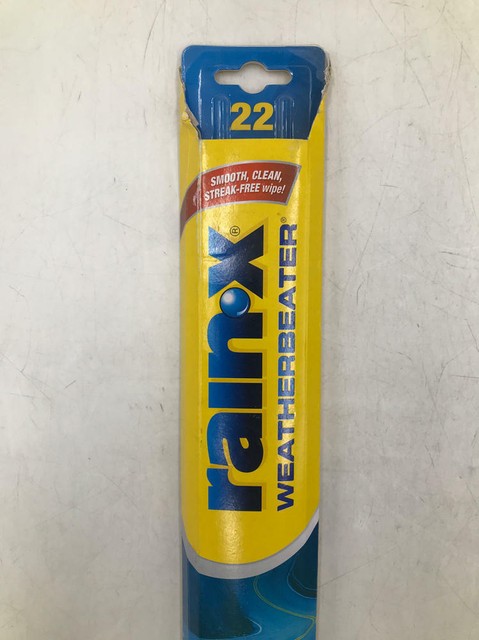 22
SMOOTH, CLEAN,
STREAK-FREE wipe!
rain·x®
WEATHERBEATER®